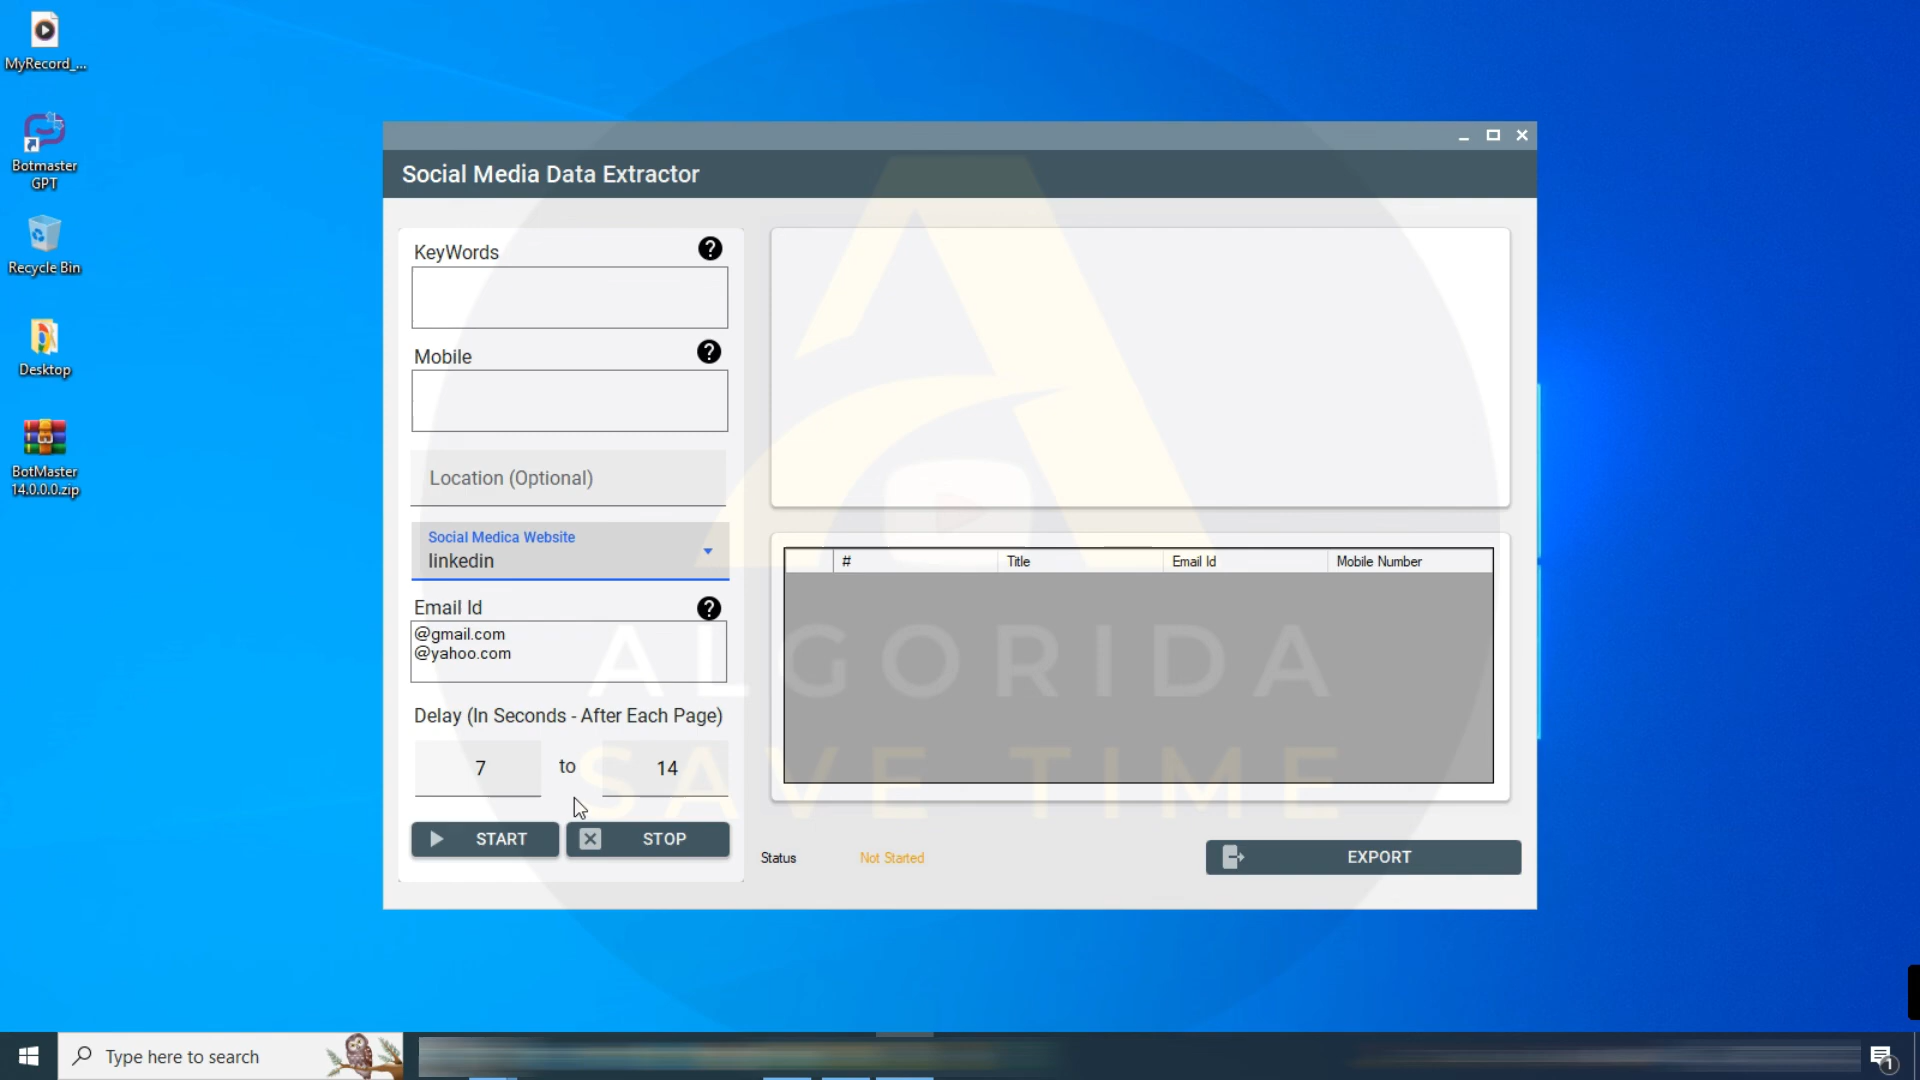 MyRecord_...
Botmaster
GPT
Recycle Bin
Desktop
BotMaster
14.0.0.0.zip
Social Media Data Extractor
KeyWords
Mobile
Location (Optional)
Social Medica Website
linkedin
Email Id
@gmail.com
@yahoo.com
Delay (In Seconds - After Each Page)
7 to 14
START STOP
# Title Email Id Mobile Number
Status Not Started
EXPORT
ALGORIDA
SAVE TIME
Type here to search
1